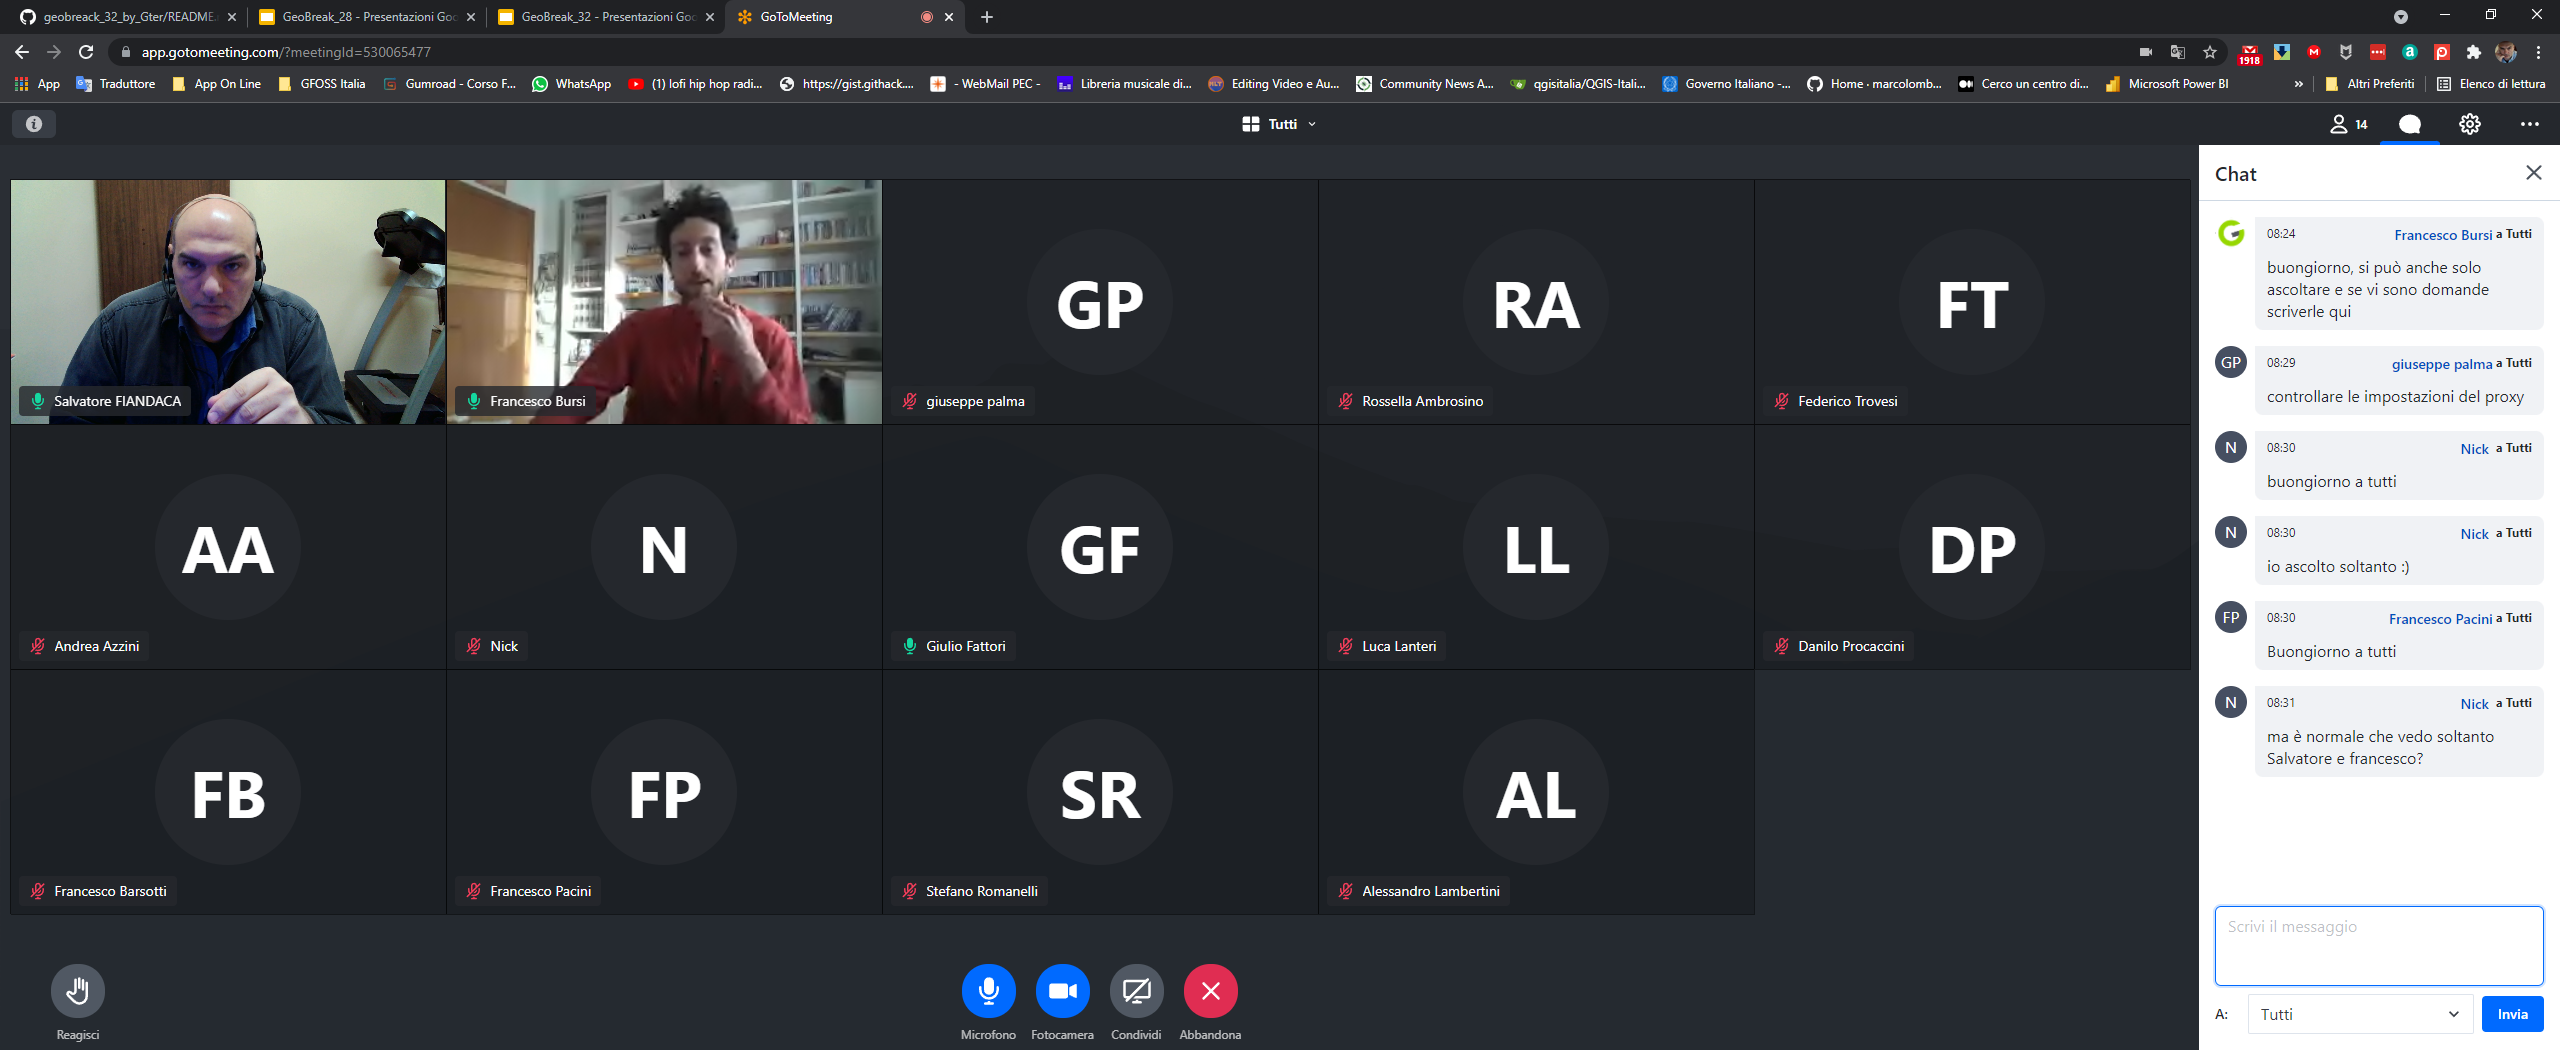 geobreack_32_by_Gter/README.
GeoBreak_28 - Presentazioni Goo
GeoBreak_32 - Presentazioni Goo
GoToMeeting
app.gotomeeting.com/?meetingId=530065477
1918
App
Traduttore
App On Line
GFOSS Italia
Gumroad - Corso F...
WhatsApp
(1) lofi hip hop radi...
https://gist.githack....
- WebMail PEC -
Libreria musicale di...
Editing Video e Au...
Community News A...
qgisitalia/QGIS-Itali...
Governo Italiano -...
Home · marcolomb...
Cerco un centro di...
Microsoft Power BI
»
Altri Preferiti
Elenco di lettura
Tutti
14
Salvatore FIANDACA
Francesco Bursi
GP
giuseppe palma
RA
Rossella Ambrosino
FT
Federico Trovesi
AA
Andrea Azzini
N
Nick
GF
Giulio Fattori
LL
Luca Lanteri
DP
Danilo Procaccini
FB
Francesco Barsotti
FP
Francesco Pacini
SR
Stefano Romanelli
AL
Alessandro Lambertini
Reagisci
Microfono
Fotocamera
Condividi
Abbandona
Chat
08:24 Francesco Bursi a Tutti
buongiorno, si può anche solo
ascoltare e se vi sono domande
scriverle qui
GP
08:29 giuseppe palma a Tutti
controllare le impostazioni del proxy
N
08:30 Nick a Tutti
buongiorno a tutti
N
08:30 Nick a Tutti
io ascolto soltanto :)
FP
08:30 Francesco Pacini a Tutti
Buongiorno a tutti
N
08:31 Nick a Tutti
ma è normale che vedo soltanto
Salvatore e francesco?
Scrivi il messaggio
A:
Tutti
Invia